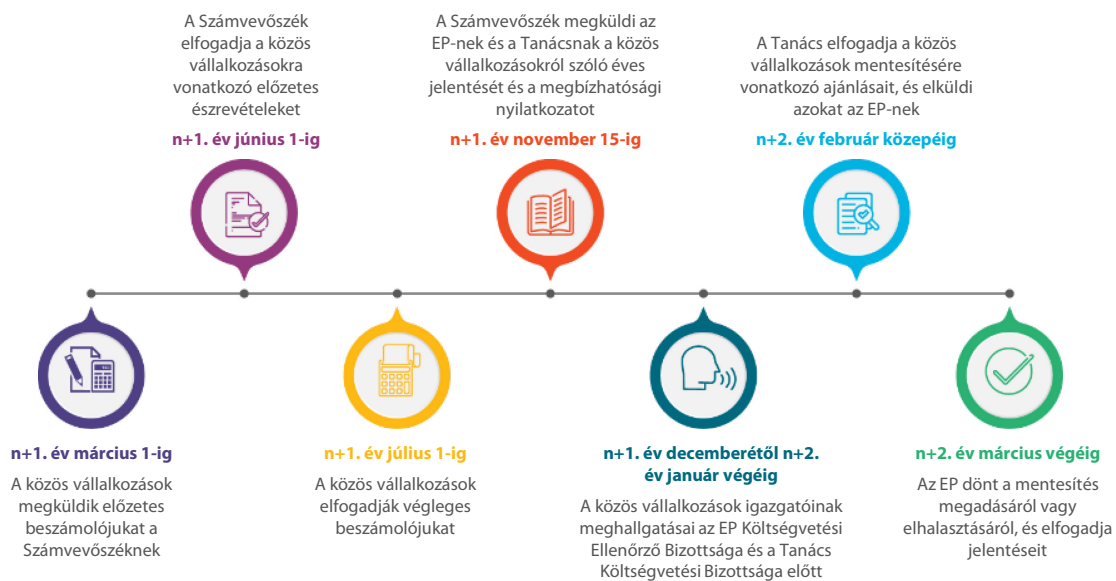 A Számvevőszék
elfogadja a közös
vállalkozásokra
vonatkozó előzetes
észrevételeket
n+1. év június 1-ig
A Számvevőszék megküldi az
EP-nek és a Tanácsnak a közös
vállalkozásokról szóló éves
jelentését és a megbízhatósági
nyilatkozatot
n+1. év november 15-ig
A Tanács elfogadja a közös
vállalkozások mentesítésére
vonatkozó ajánlásait, és elküldi
azokat az EP-nek
n+2. év február közepéig
n+1. év március 1-ig
A közös vállalkozások
megküldik előzetes
beszámolójukat a
Számvevőszéknek
n+1. év július 1-ig
A közös vállalkozások
elfogadják végleges
beszámolójukat
n+1. év decemberétől n+2.
év január végéig
A közös vállalkozások igazgatóinak
meghallgatásai az EP Költségvetési
Ellenőrző Bizottsága és a Tanács
Költségvetési Bizottsága előtt
n+2. év március végéig
Az EP dönt a mentesítés
megadásáról vagy
elhalasztásáról, és elfogadja
jelentéseit